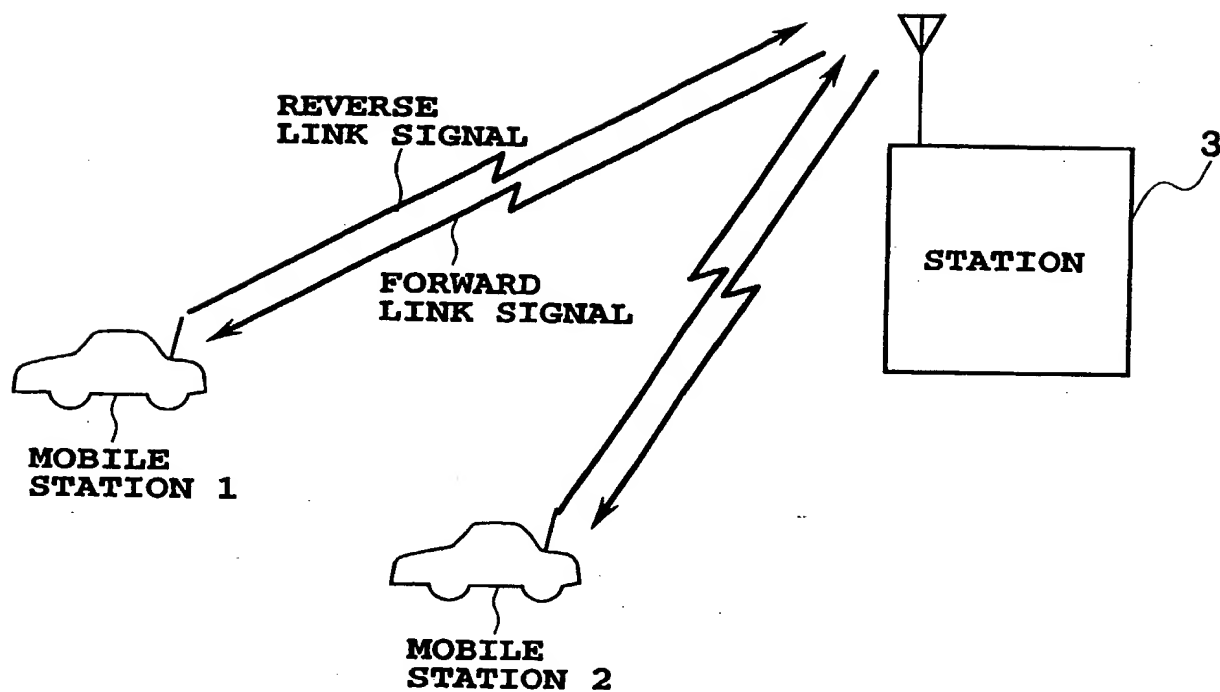 REVERSE
LINK SIGNAL
3
STATION
FORWARD
LINK SIGNAL
MOBILE
STATION 1
MOBILE
STATION 2